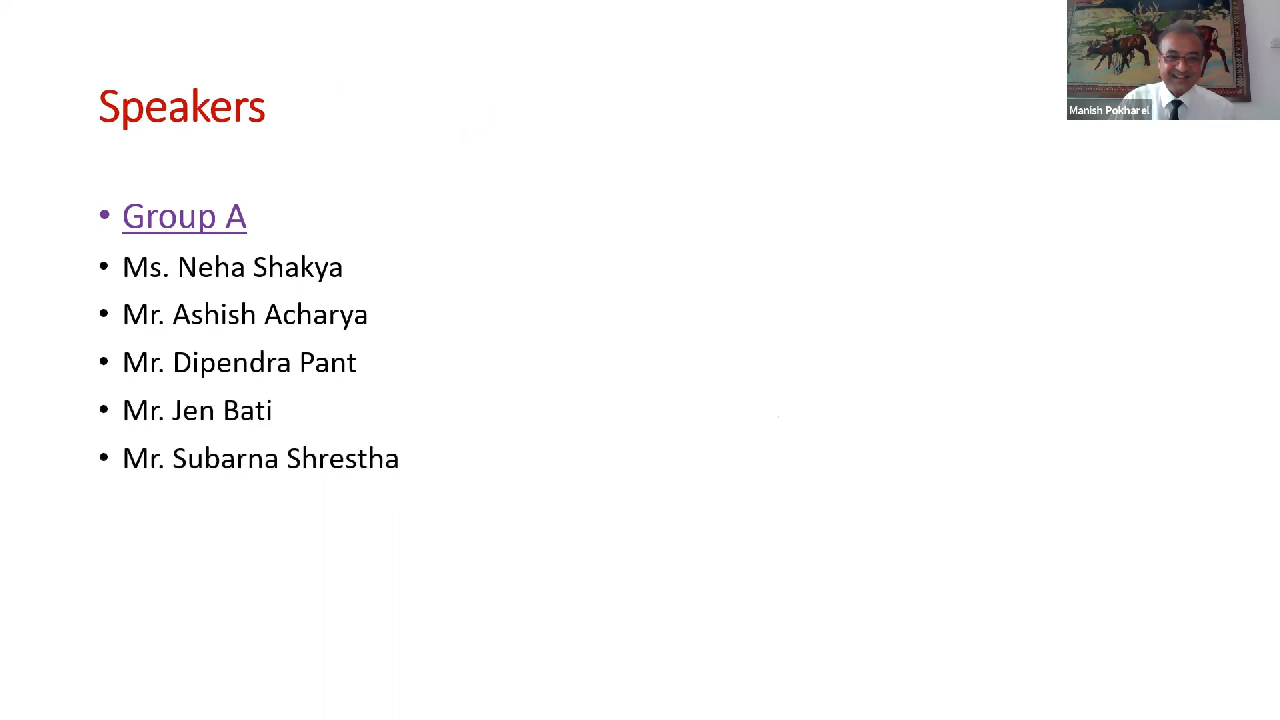 Speakers
• Group A
• Ms. Neha Shakya
• Mr. Ashish Acharya
• Mr. Dipendra Pant
• Mr. Jen Bati
• Mr. Subarna Shrestha
Manish Pokharel